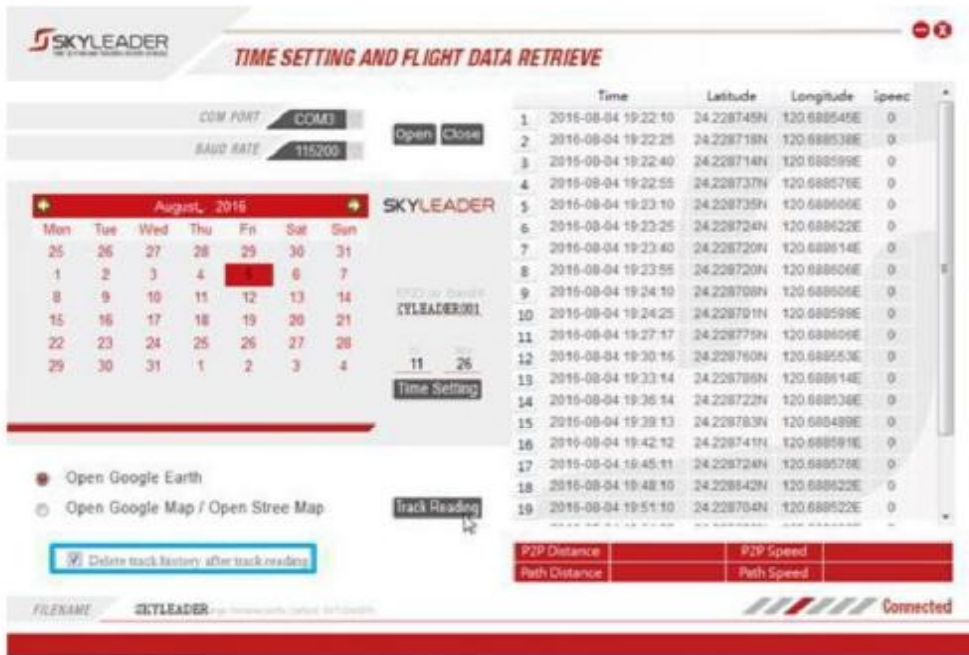 SKYLEADER
TIME SETTING AND FLIGHT DATA RETRIEVE
COM PORT COM3
BAUD RATE 115200
Open Close
August, 2016
Mon Tue Wed Thu Fri Sat Sun
25 26 27 28 29 30 31
1 2 3 4 5 6 7
8 9 10 11 12 13 14
15 16 17 18 19 20 21
22 23 24 25 26 27 28
29 30 31 1 2 3 4
SKYLEADER
CYLEADER001
11 26
Time Setting
Open Google Earth
Open Google Map / Open Stree Map
Track Reading
Delete track history after track reading
Time Latitude Longitude Speec
1 2016-08-04 19:22:10 24.228745N 120.688545E 0
2 2016-08-04 19:22:25 24.228718N 120.688538E 0
3 2016-08-04 19:22:40 24.228714N 120.688599E 0
4 2016-08-04 19:22:55 24.228737N 120.688576E 0
5 2016-08-04 19:23:10 24.228735N 120.688606E 0
6 2016-08-04 19:23:25 24.228724N 120.688622E 0
7 2016-08-04 19:23:40 24.228720N 120.688614E 0
8 2016-08-04 19:23:55 24.228720N 120.688606E 0
9 2016-08-04 19:24:10 24.228708N 120.688606E 0
10 2016-08-04 19:24:25 24.228701N 120.688599E 0
11 2016-08-04 19:27:17 24.228775N 120.688606E 0
12 2016-08-04 19:30:16 24.228760N 120.688553E 0
13 2016-08-04 19:33:14 24.228786N 120.688614E 0
14 2016-08-04 19:36:14 24.228722N 120.688538E 0
15 2016-08-04 19:39:13 24.228783N 120.688489E 0
16 2016-08-04 19:42:12 24.228741N 120.688591E 0
17 2016-08-04 19:45:11 24.228724N 120.688576E 0
18 2016-08-04 19:48:10 24.228642N 120.688622E 0
19 2016-08-04 19:51:10 24.228704N 120.688522E 0
P2P Distance P2P Speed
Path Distance Path Speed
FILENAME SKYLEADER
Connected